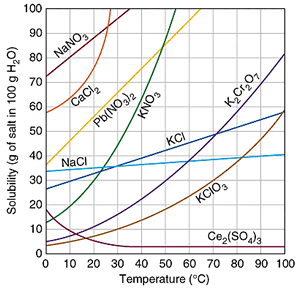 100
90
80
70
60
50
40
30
20
10
0
Solubility (g of salt in 100 g H₂O)
NaNO₃
CaCl₂
Pb(NO₃)₂
KNO₃
K₂Cr₂O₇
KCl
NaCl
KClO₃
Ce₂(SO₄)₃
0 10 20 30 40 50 60 70 80 90 100
Temperature (°C)